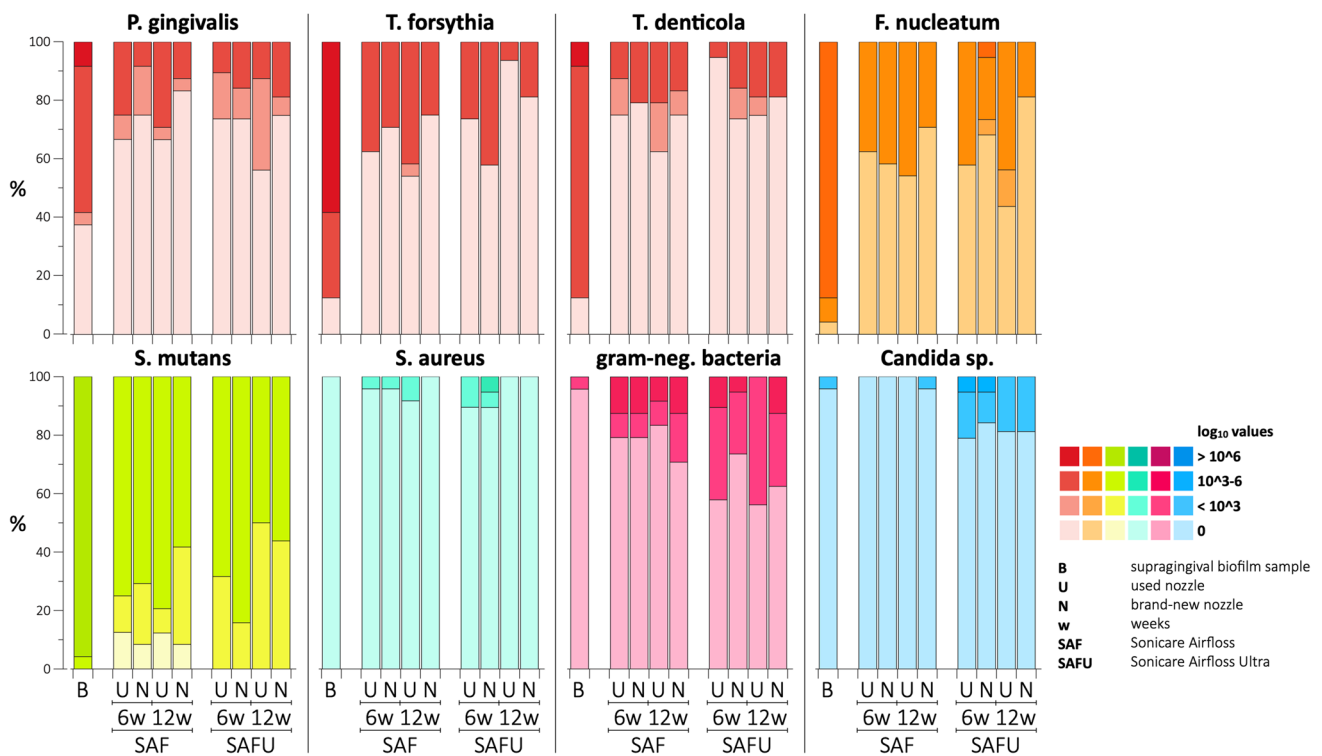 P. gingivalis
T. forsythia
T. denticola
F. nucleatum
100
80
60
%
40
20
0
S. mutans
S. aureus
gram-neg. bacteria
Candida sp.
100
80
60
%
40
20
0
B U N U N U N U N
6w 12w 6w 12w
SAF SAFU
B U N U N U N U N
6w 12w 6w 12w
SAF SAFU
B U N U N U N U N
6w 12w 6w 12w
SAF SAFU
B U N U N U N U N
6w 12w 6w 12w
SAF SAFU
log₁₀ values
> 10^6
10^3-6
< 10^3
0
B supragingival biofilm sample
U used nozzle
N brand-new nozzle
w weeks
SAF Sonicare Airfloss
SAFU Sonicare Airfloss Ultra